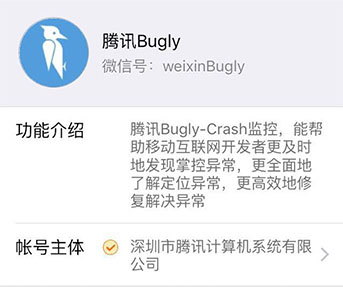 腾讯Bugly
微信号：weixinBugly
功能介绍
腾讯Bugly-Crash监控，能帮
助移动互联网开发者更及时
地发现掌控异常，更全面地
了解定位异常，更高效地修
复解决异常
帐号主体
深圳市腾讯计算机系统有限
公司